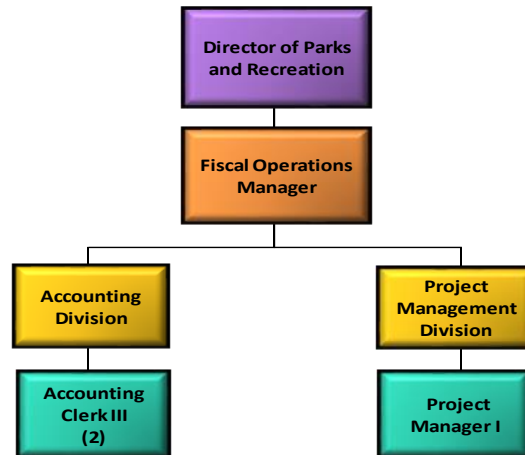 Director of Parks
and Recreation
Fiscal Operations
Manager
Accounting
Division
Project
Management
Division
Accounting
Clerk III
(2)
Project
Manager I